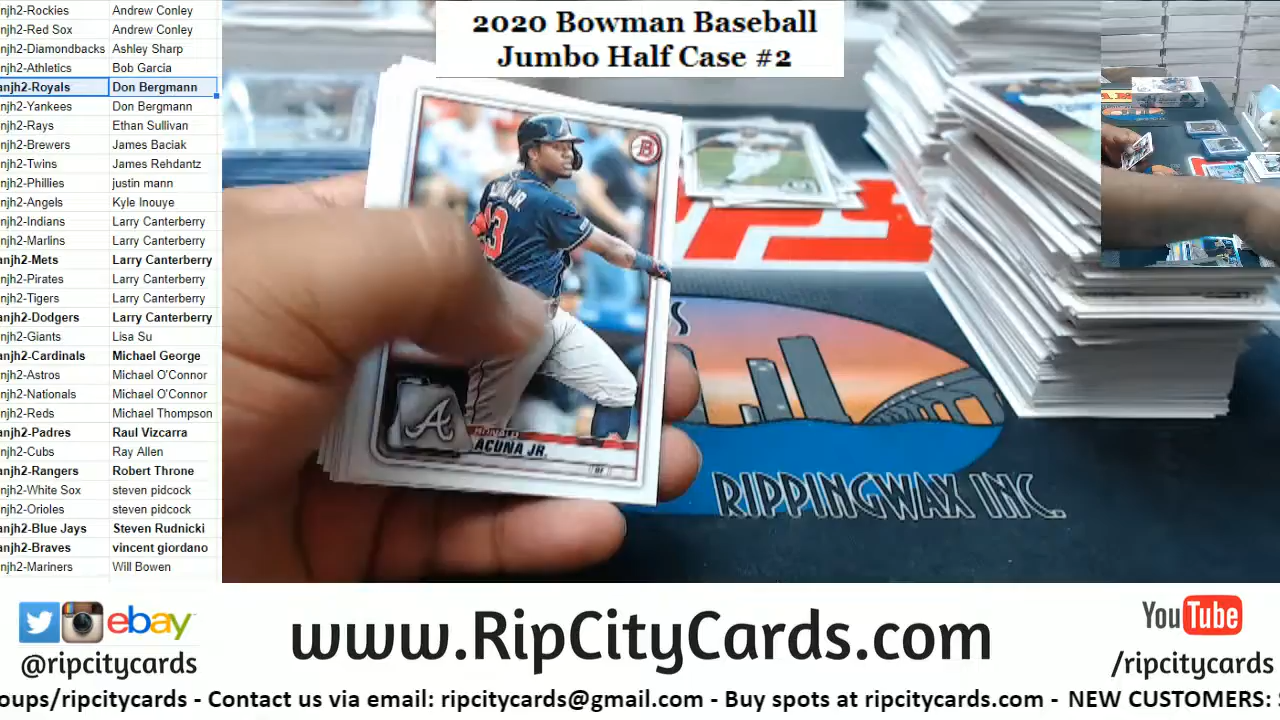 njh2-Rockies Andrew Conley
njh2-Red Sox Andrew Conley
njh2-Diamondbacks Ashley Sharp
njh2-Athletics Bob Garcia
anjh2-Royals Don Bergmann
njh2-Yankees Don Bergmann
njh2-Rays Ethan Sullivan
njh2-Brewers James Baciak
njh2-Twins James Rehdantz
njh2-Phillies justin mann
njh2-Angels Kyle Inouye
njh2-Indians Larry Canterberry
njh2-Marlins Larry Canterberry
anjh2-Mets Larry Canterberry
njh2-Pirates Larry Canterberry
njh2-Tigers Larry Canterberry
anjh2-Dodgers Larry Canterberry
njh2-Giants Lisa Su
anjh2-Cardinals Michael George
njh2-Astros Michael O'Connor
njh2-Nationals Michael O'Connor
njh2-Reds Michael Thompson
anjh2-Padres Raul Vizcarra
njh2-Cubs Ray Allen
anjh2-Rangers Robert Throne
njh2-White Sox steven pidcock
njh2-Orioles steven pidcock
anjh2-Blue Jays Steven Rudnicki
anjh2-Braves vincent giordano
njh2-Mariners Will Bowen
2020 Bowman Baseball
Jumbo Half Case #2
B
JR.
13
A
RONALD
ACUÑA JR.
OF
S
RIPPINGWAX INC.
ebay
@ripcitycards
www.RipCityCards.com
YouTube
/ripcitycards
oups/ripcitycards - Contact us via email: ripcitycards@gmail.com - Buy spots at ripcitycards.com - NEW CUSTOMERS: S